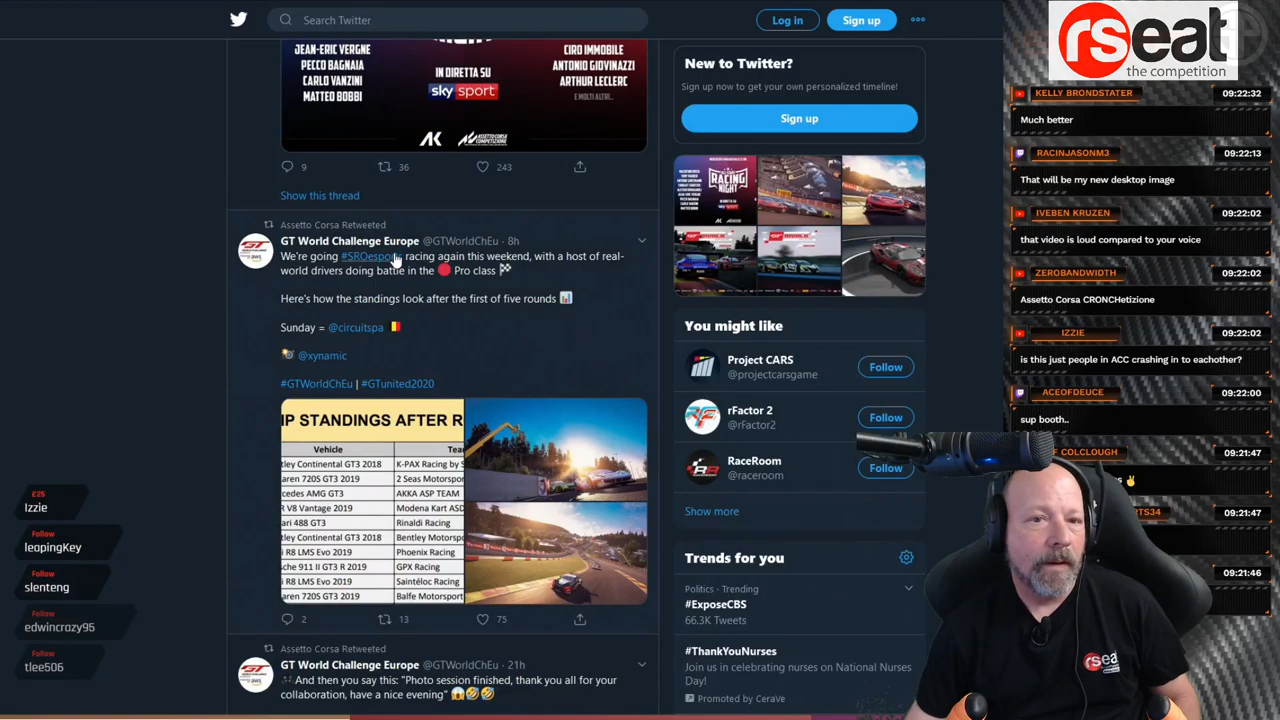 Search Twitter
Log in
Sign up
JEAN-ERIC VERGNE
PECCO BAGNAIA
CARLO VANZINI
MATTEO BOBBI
IN DIRETTA SU
sky sport
CIRO IMMOBILE
ANTONIO GIOVINAZZI
ARTHUR LECLERC
E MOLTI ALTRI...
AK
ASSETTO CORSA
COMPETIZIONE
9
36
243
Show this thread
Assetto Corsa Retweeted
GT World Challenge Europe @GTWorldChEu · 8h
We're #SROesports racing again this weekend, with a host of real-
world drivers doing battle in the 🔴 Pro class 🏁
Here's how the standings look after the first of five rounds 📊
Sunday = @circuitspa 🇧🇪
📸 @xynamic
#GTWorldChEu | #GTunited2020
IP STANDINGS AFTER R
Vehicle
Tea
tley Continental GT3 2018 K-PAX Racing by S
aren 720S GT3 2019 2 Seas Motorsport
cedes AMG GT3 AKKA ASP TEAM
R V8 Vantage 2019 Modena Kart ASD
ari 488 GT3 Rinaldi Racing
tley Continental GT3 2018 Bentley Motorspo
i R8 LMS Evo 2019 Phoenix Racing
sche 911 II GT3 R 2019 GPX Racing
i R8 LMS Evo 2019 Saintéloc Racing
aren 720S GT3 2019 Balfe Motorsport
2
13
75
Assetto Corsa Retweeted
GT World Challenge Europe @GTWorldChEu · 21h
And then you say this: "Photo session finished, thank you all for your
collaboration, have a nice evening" 😱🤣🤣
New to Twitter?
Sign up now to get your own personalized timeline!
Sign up
RACING
NIGHT
You might like
Project CARS
@projectcarsgame
Follow
rFactor 2
@rFactor2
Follow
RaceRoom
@raceroom
Follow
Show more
Trends for you
Politics · Trending
#ExposeCBS
66.3K Tweets
#ThankYouNurses
Join us in celebrating nurses on National Nurses
Day!
Promoted by CeraVe
£25
Izzie
Follow
leapingKey
Follow
slenteng
Follow
edwincrazy95
Follow
tlee506
rseat
the competition
KELLY BRONDSTATER 09:22:32
Much better
RACINJASONM3 09:22:13
That will be my new desktop image
IVEBEN KRUZEN 09:22:02
that video is loud compared to your voice
ZEROBANDWIDTH 09:22:02
Assetto Corsa CRONCHetizione
IZZIE 09:22:02
is this just people in ACC crashing in to eachother?
ACEOFDEUCE 09:22:00
sup booth..
F COLCLOUGH 09:21:47
✌
RTS34 09:21:47
09:21:46
rseat